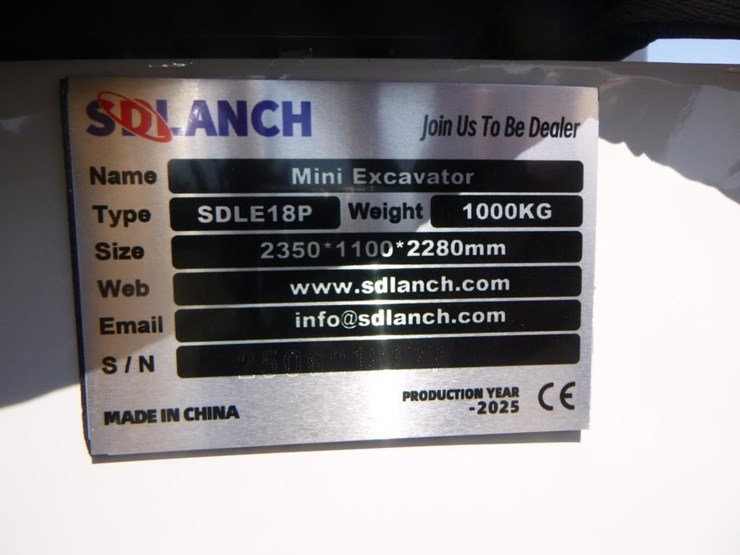 SDLANCH
Join Us To Be Dealer
Name Mini Excavator
Type SDLE18P Weight 1000KG
Size 2350*1100*2280mm
Web www.sdlanch.com
Email info@sdlanch.com
S/N
MADE IN CHINA
PRODUCTION YEAR
-2025
CE